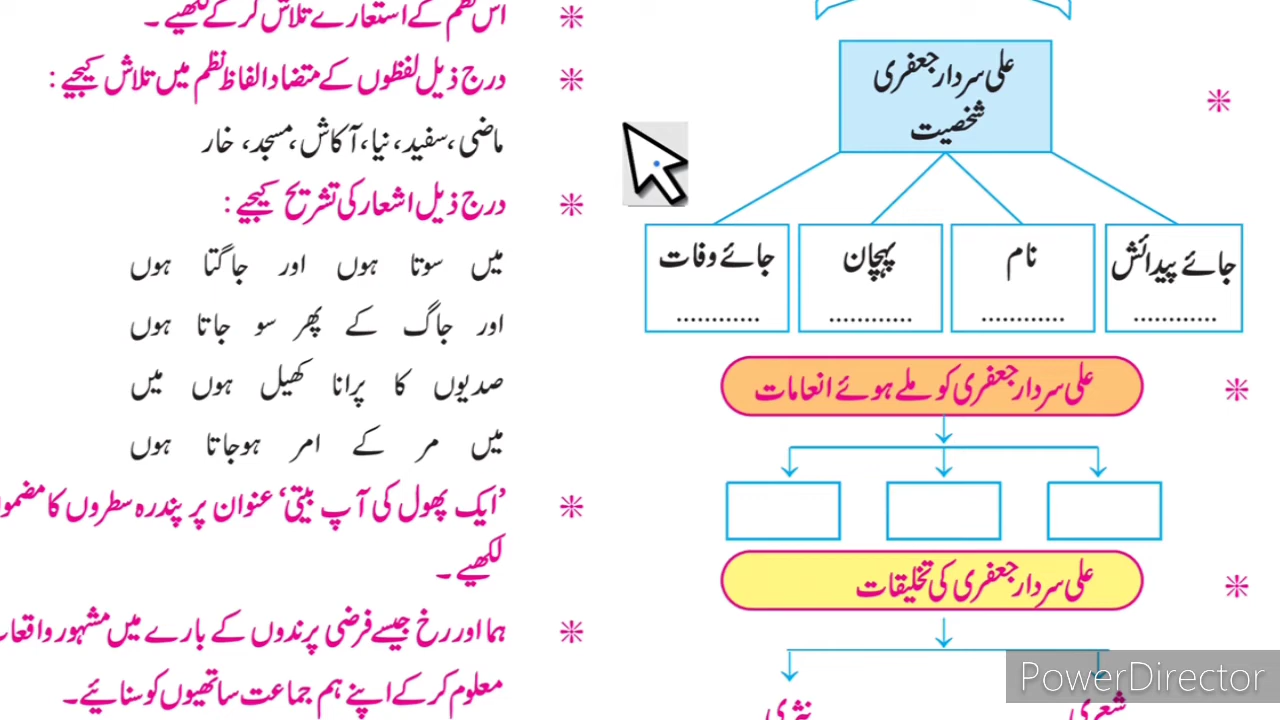 علی سردار جعفری
شخصیت
جائے پیدائش
نام
پہچان
جائے وفات
............
............
............
............
علی سردار جعفری کو ملے ہوئے انعامات
علی سردار جعفری کی تخلیقات
شعری
نثری
اس نظم کے استعارے تلاش کر کے لکھیے۔
درج ذیل لفظوں کے متضاد الفاظ نظم میں تلاش کیجیے :
ماضی، سفید، نیا، آکاش، مسجد، خار
درج ذیل اشعار کی تشریح کیجیے :
میں سوتا ہوں اور جاگتا ہوں
اور جاگ کے پھر سو جاتا ہوں
صدیوں کا پرانا کھیل ہوں میں
میں مر کے امر ہوجاتا ہوں
’ایک پھول کی آپ بیتی‘ عنوان پر پندرہ سطروں کا
لکھیے۔
ہما اور رخ جیسے فرضی پرندوں کے بارے میں مشہور
معلوم کر کے اپنے ہم جماعت ساتھیوں کو سنائیے۔
PowerDirector